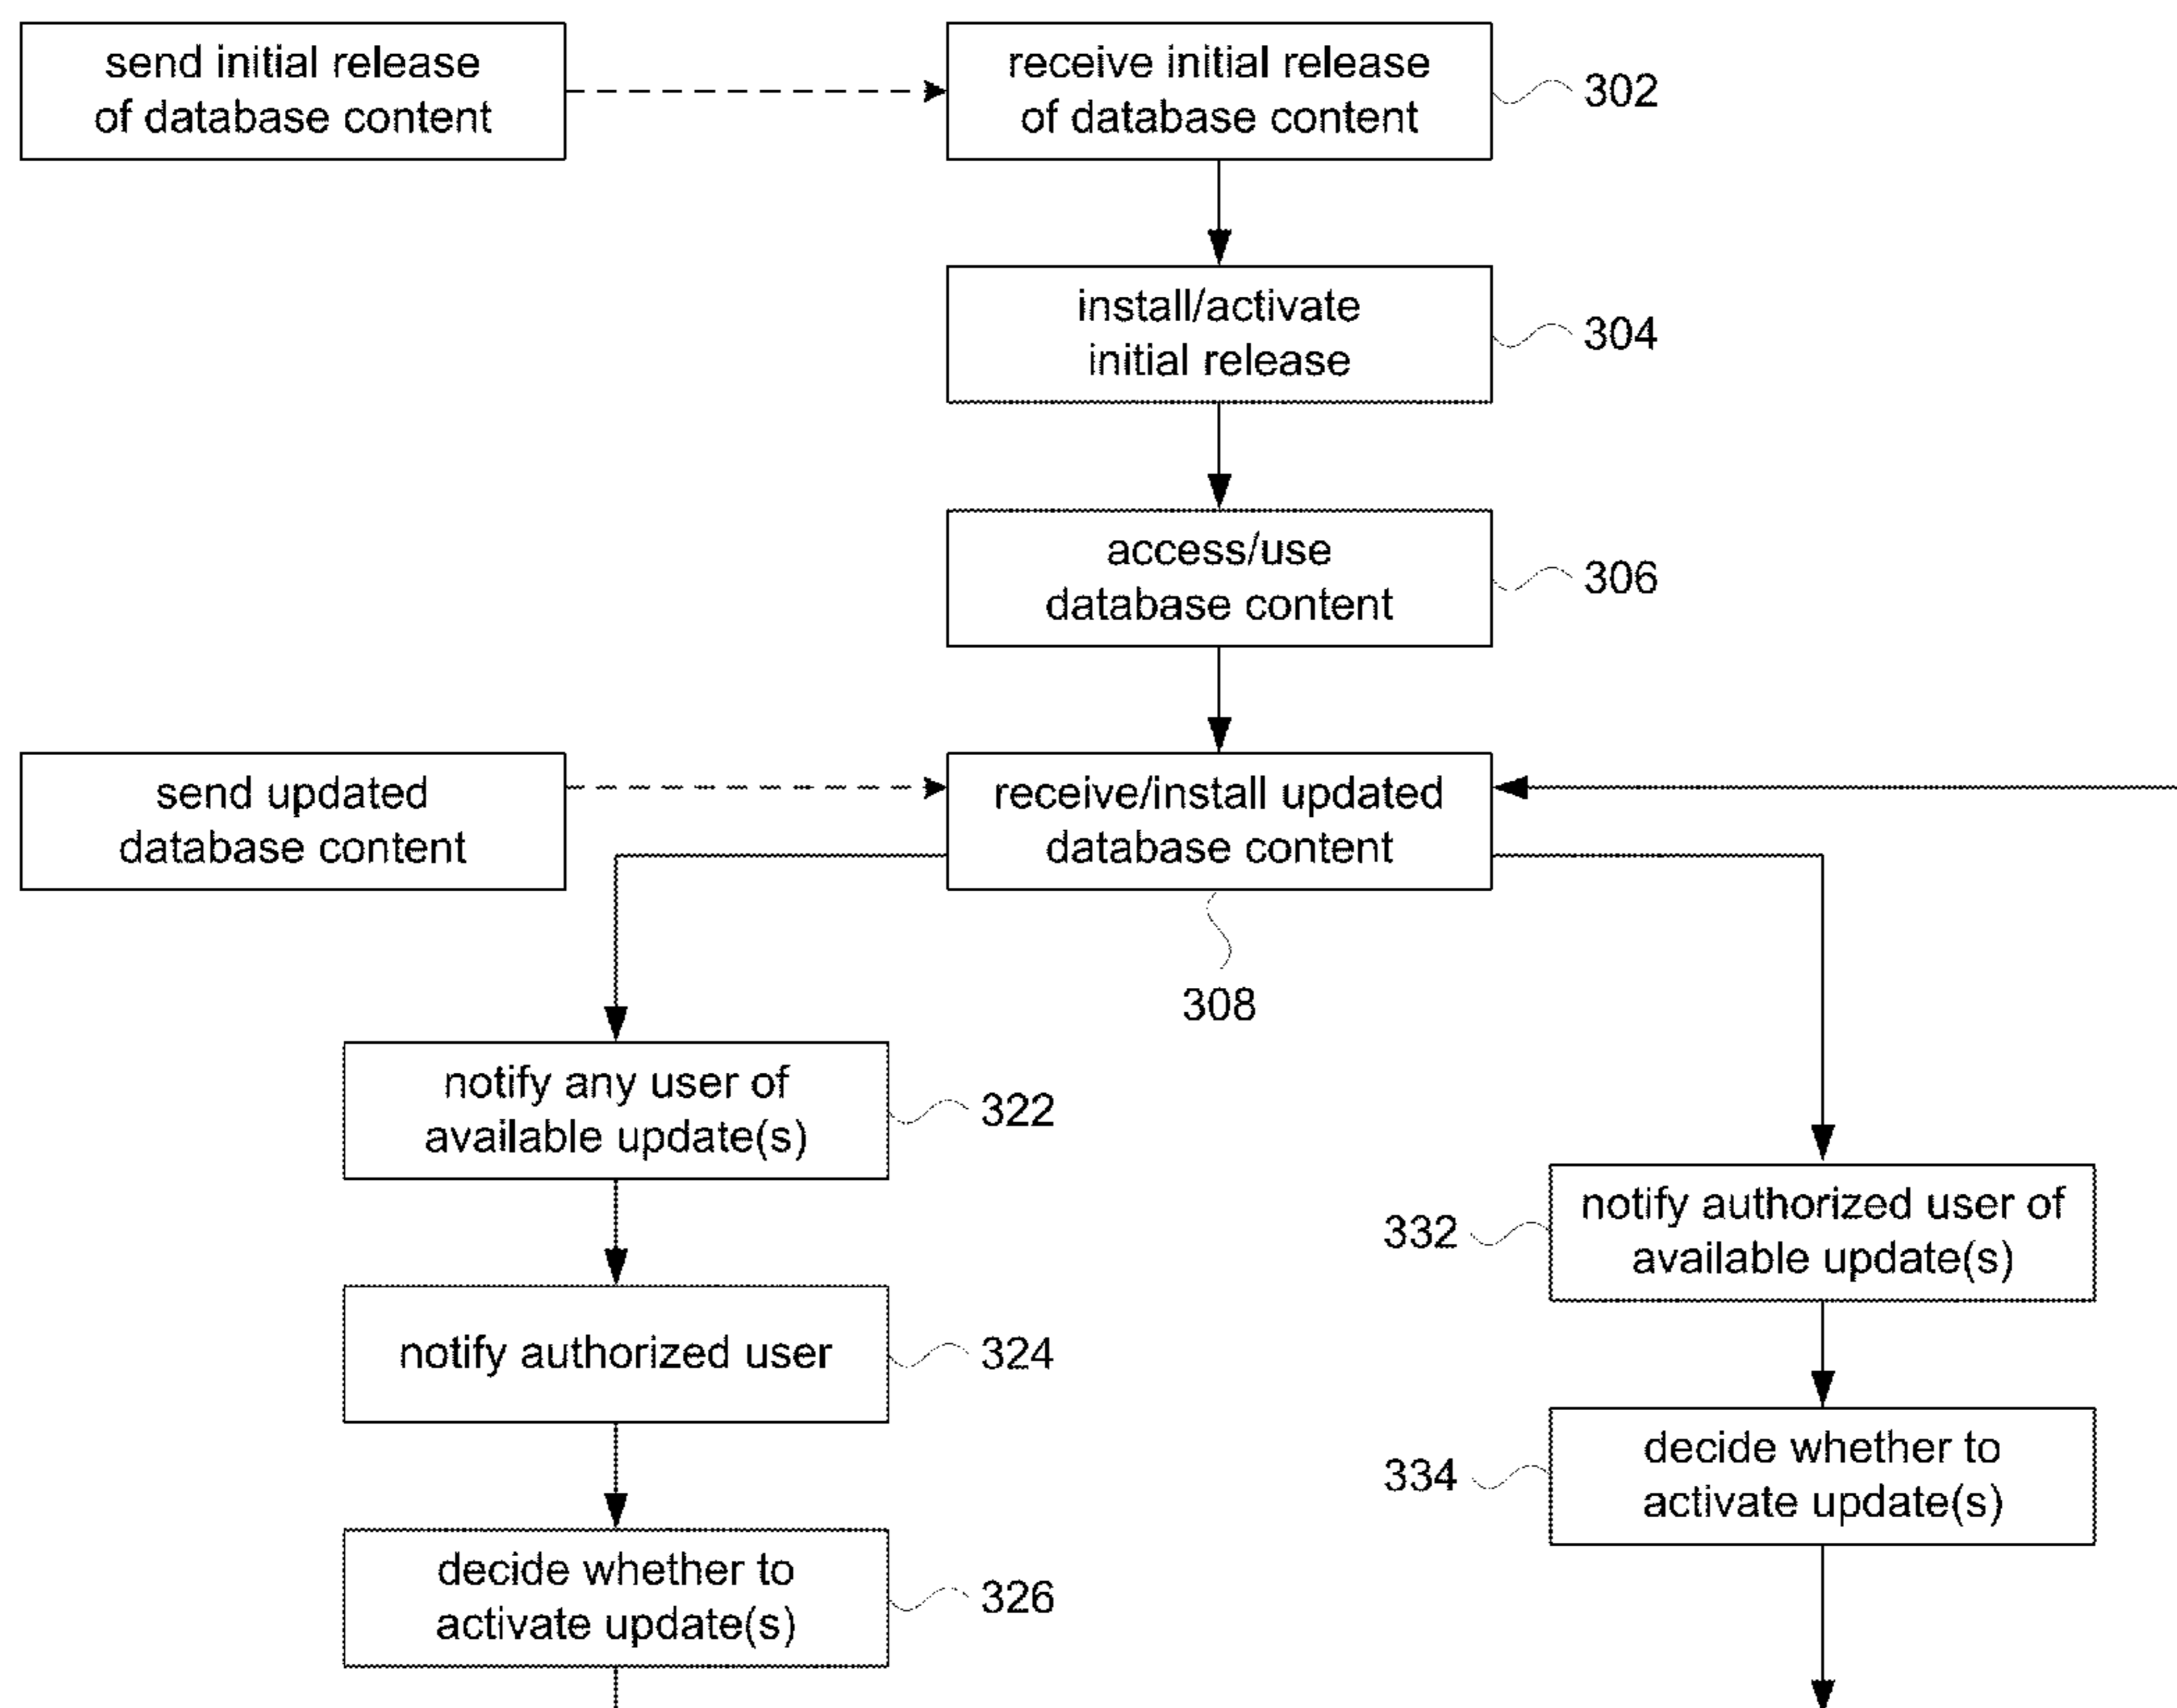 send initial release
of database content
receive initial release
of database content
302
install/activate
initial release
304
access/use
database content
306
send updated
database content
receive/install updated
database content
308
notify any user of
available update(s)
322
332
notify authorized user of
available update(s)
notify authorized user
324
334
decide whether to
activate update(s)
decide whether to
activate update(s)
326